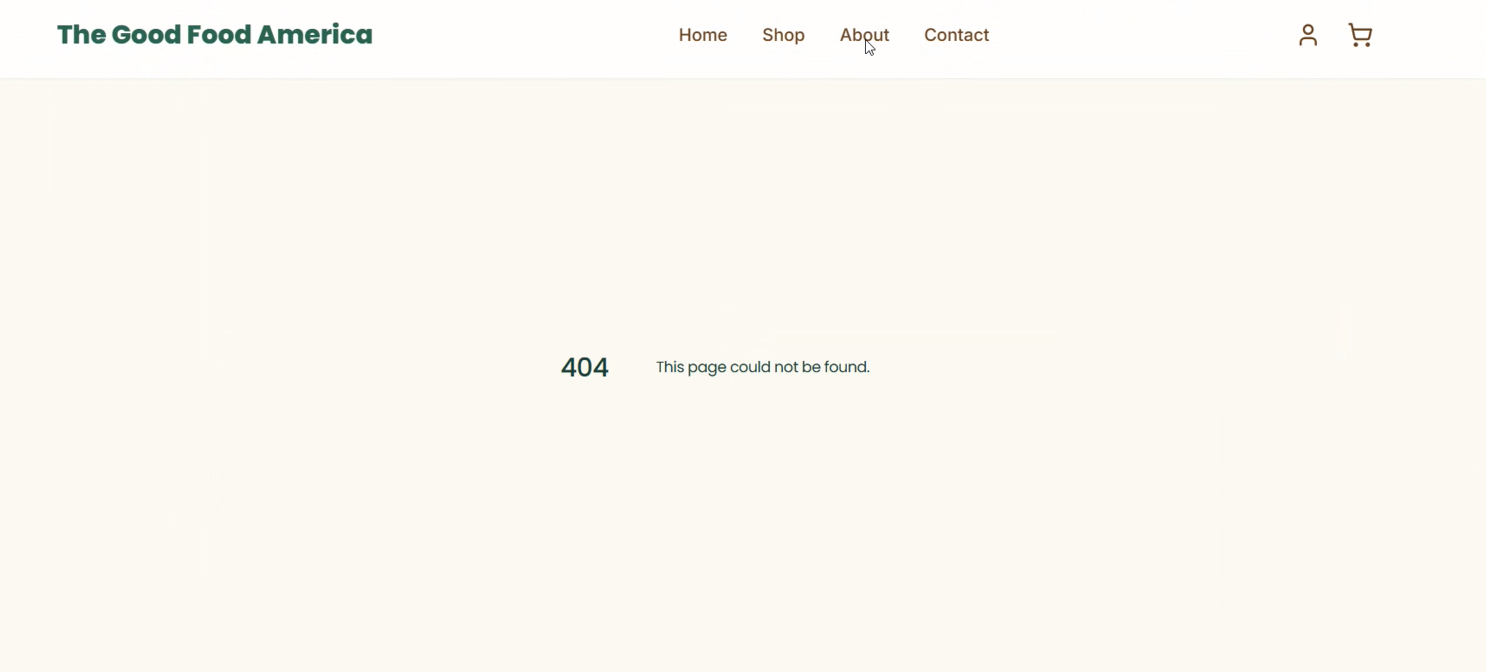 The Good Food America
Home Shop About Contact
404 This page could not be found.